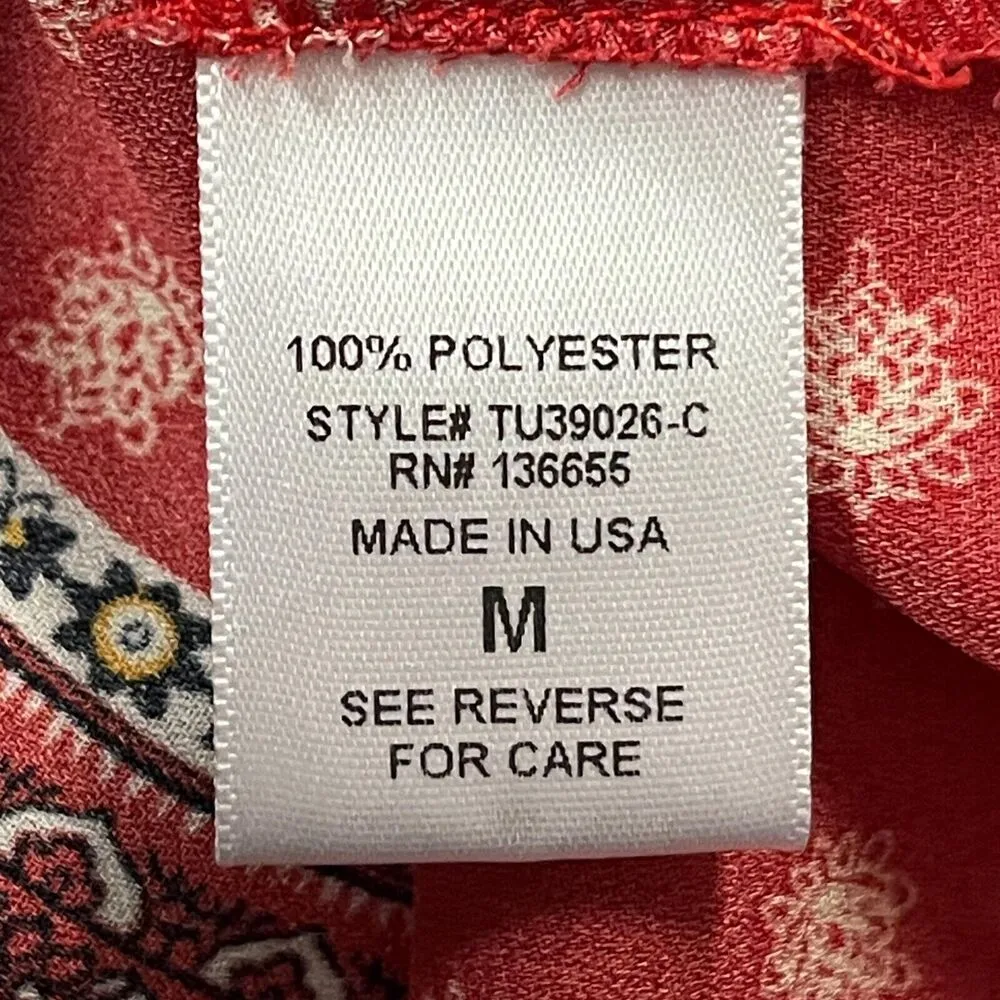 100% POLYESTER
STYLE# TU39026-C
RN# 136655
MADE IN USA
M
SEE REVERSE
FOR CARE